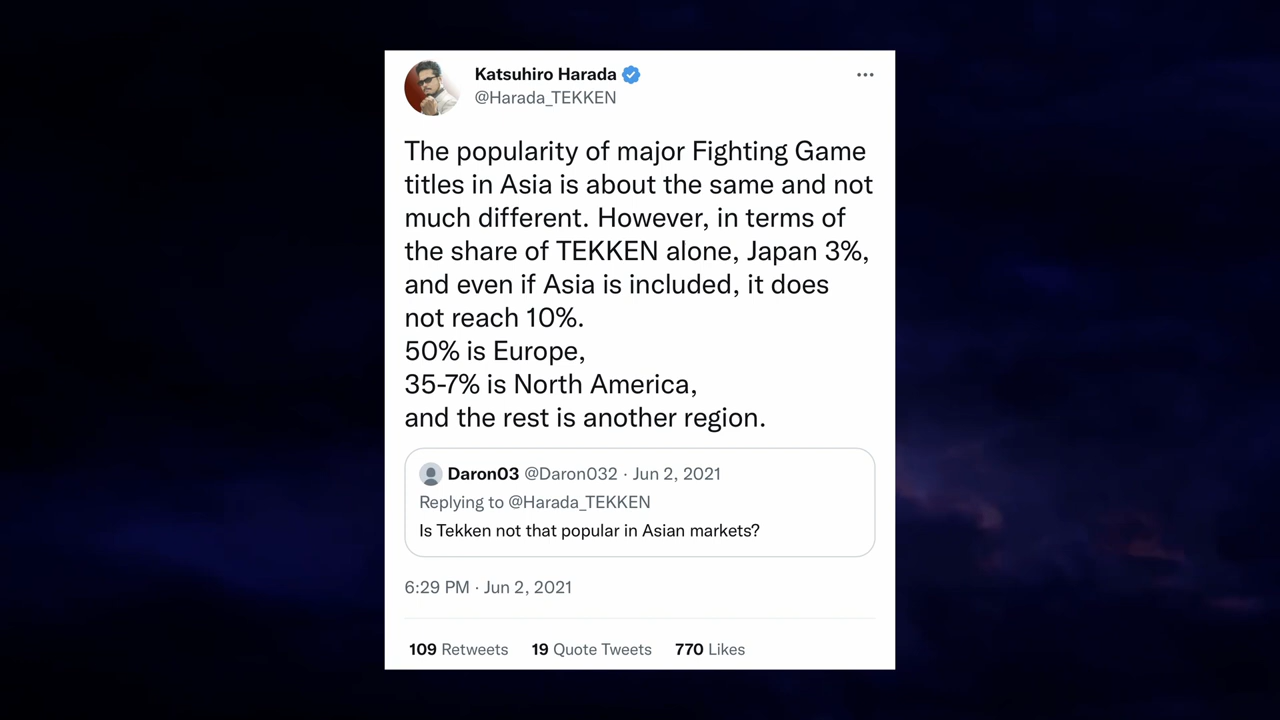 Katsuhiro Harada
@Harada_TEKKEN
The popularity of major Fighting Game
titles in Asia is about the same and not
much different. However, in terms of
the share of TEKKEN alone, Japan 3%,
and even if Asia is included, it does
not reach 10%.
50% is Europe,
35-7% is North America,
and the rest is another region.
Daron03 @Daron032 · Jun 2, 2021
Replying to @Harada_TEKKEN
Is Tekken not that popular in Asian markets?
6:29 PM · Jun 2, 2021
109 Retweets 19 Quote Tweets 770 Likes